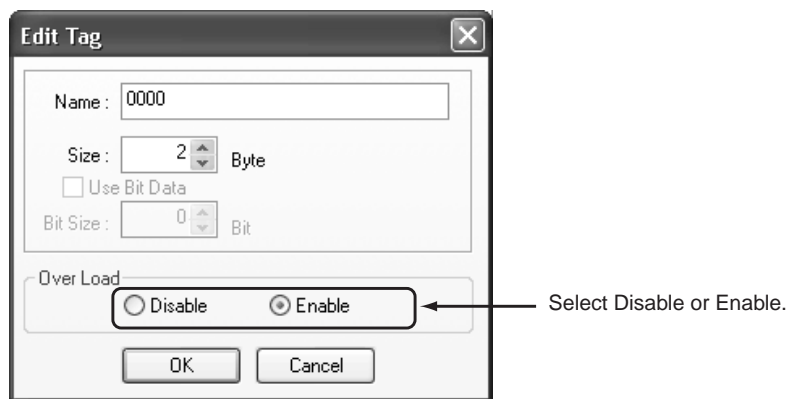 Edit Tag
Name : 0000
Size : 2 Byte
Use Bit Data
Bit Size : 0 Bit
Over Load
Disable Enable
Select Disable or Enable.
OK Cancel